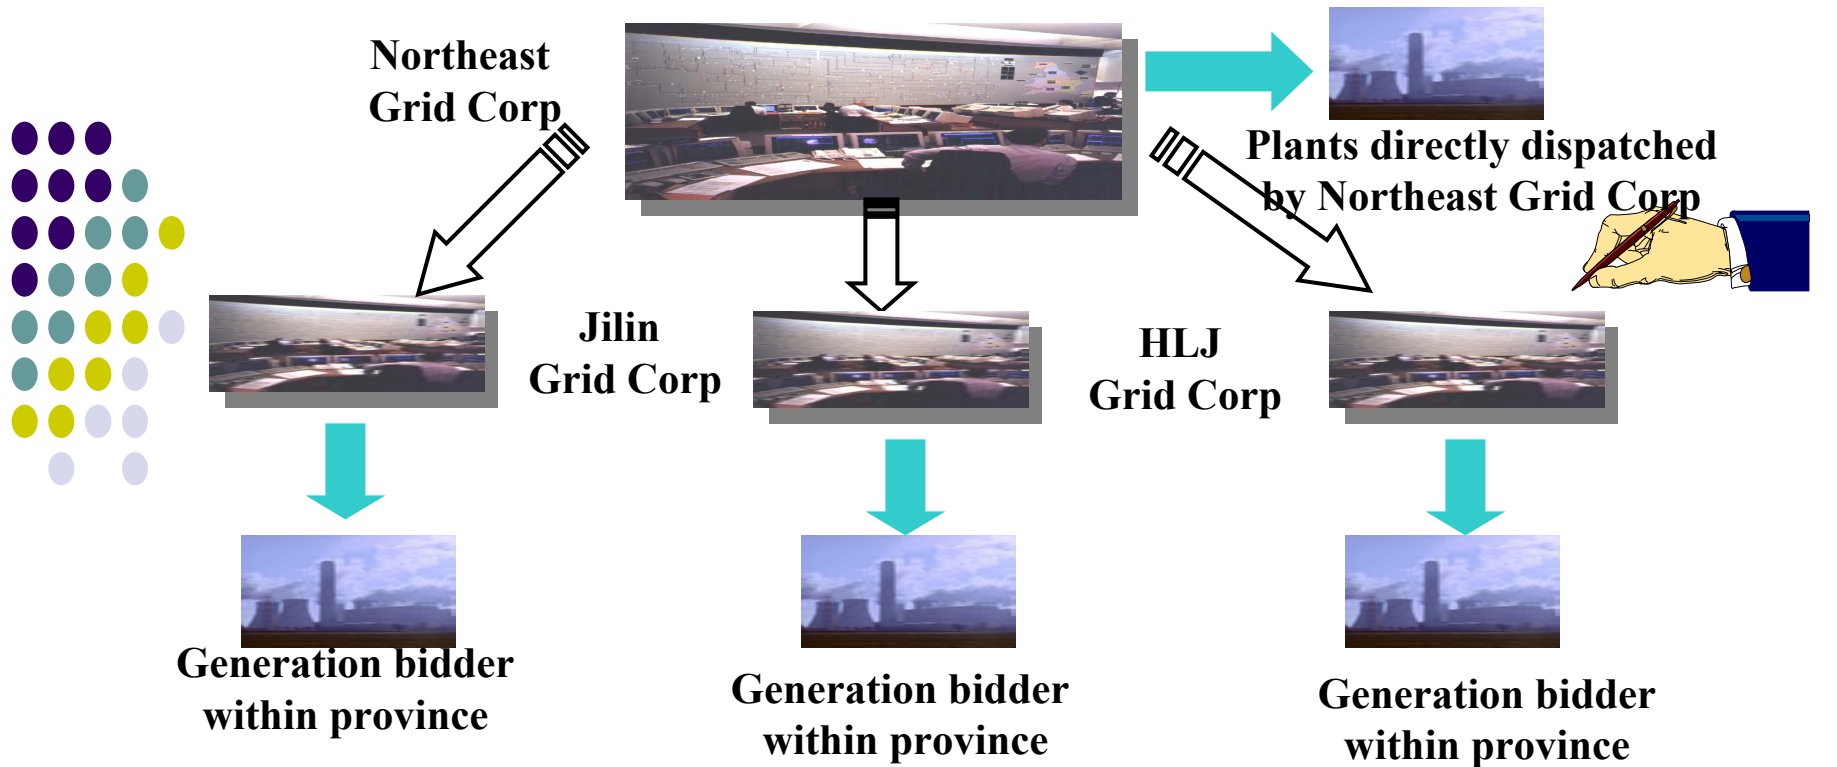 Northeast
Grid Corp
Plants directly dispatched
by Northeast Grid Corp
Jilin
Grid Corp
HLJ
Grid Corp
Generation bidder
within province
Generation bidder
within province
Generation bidder
within province